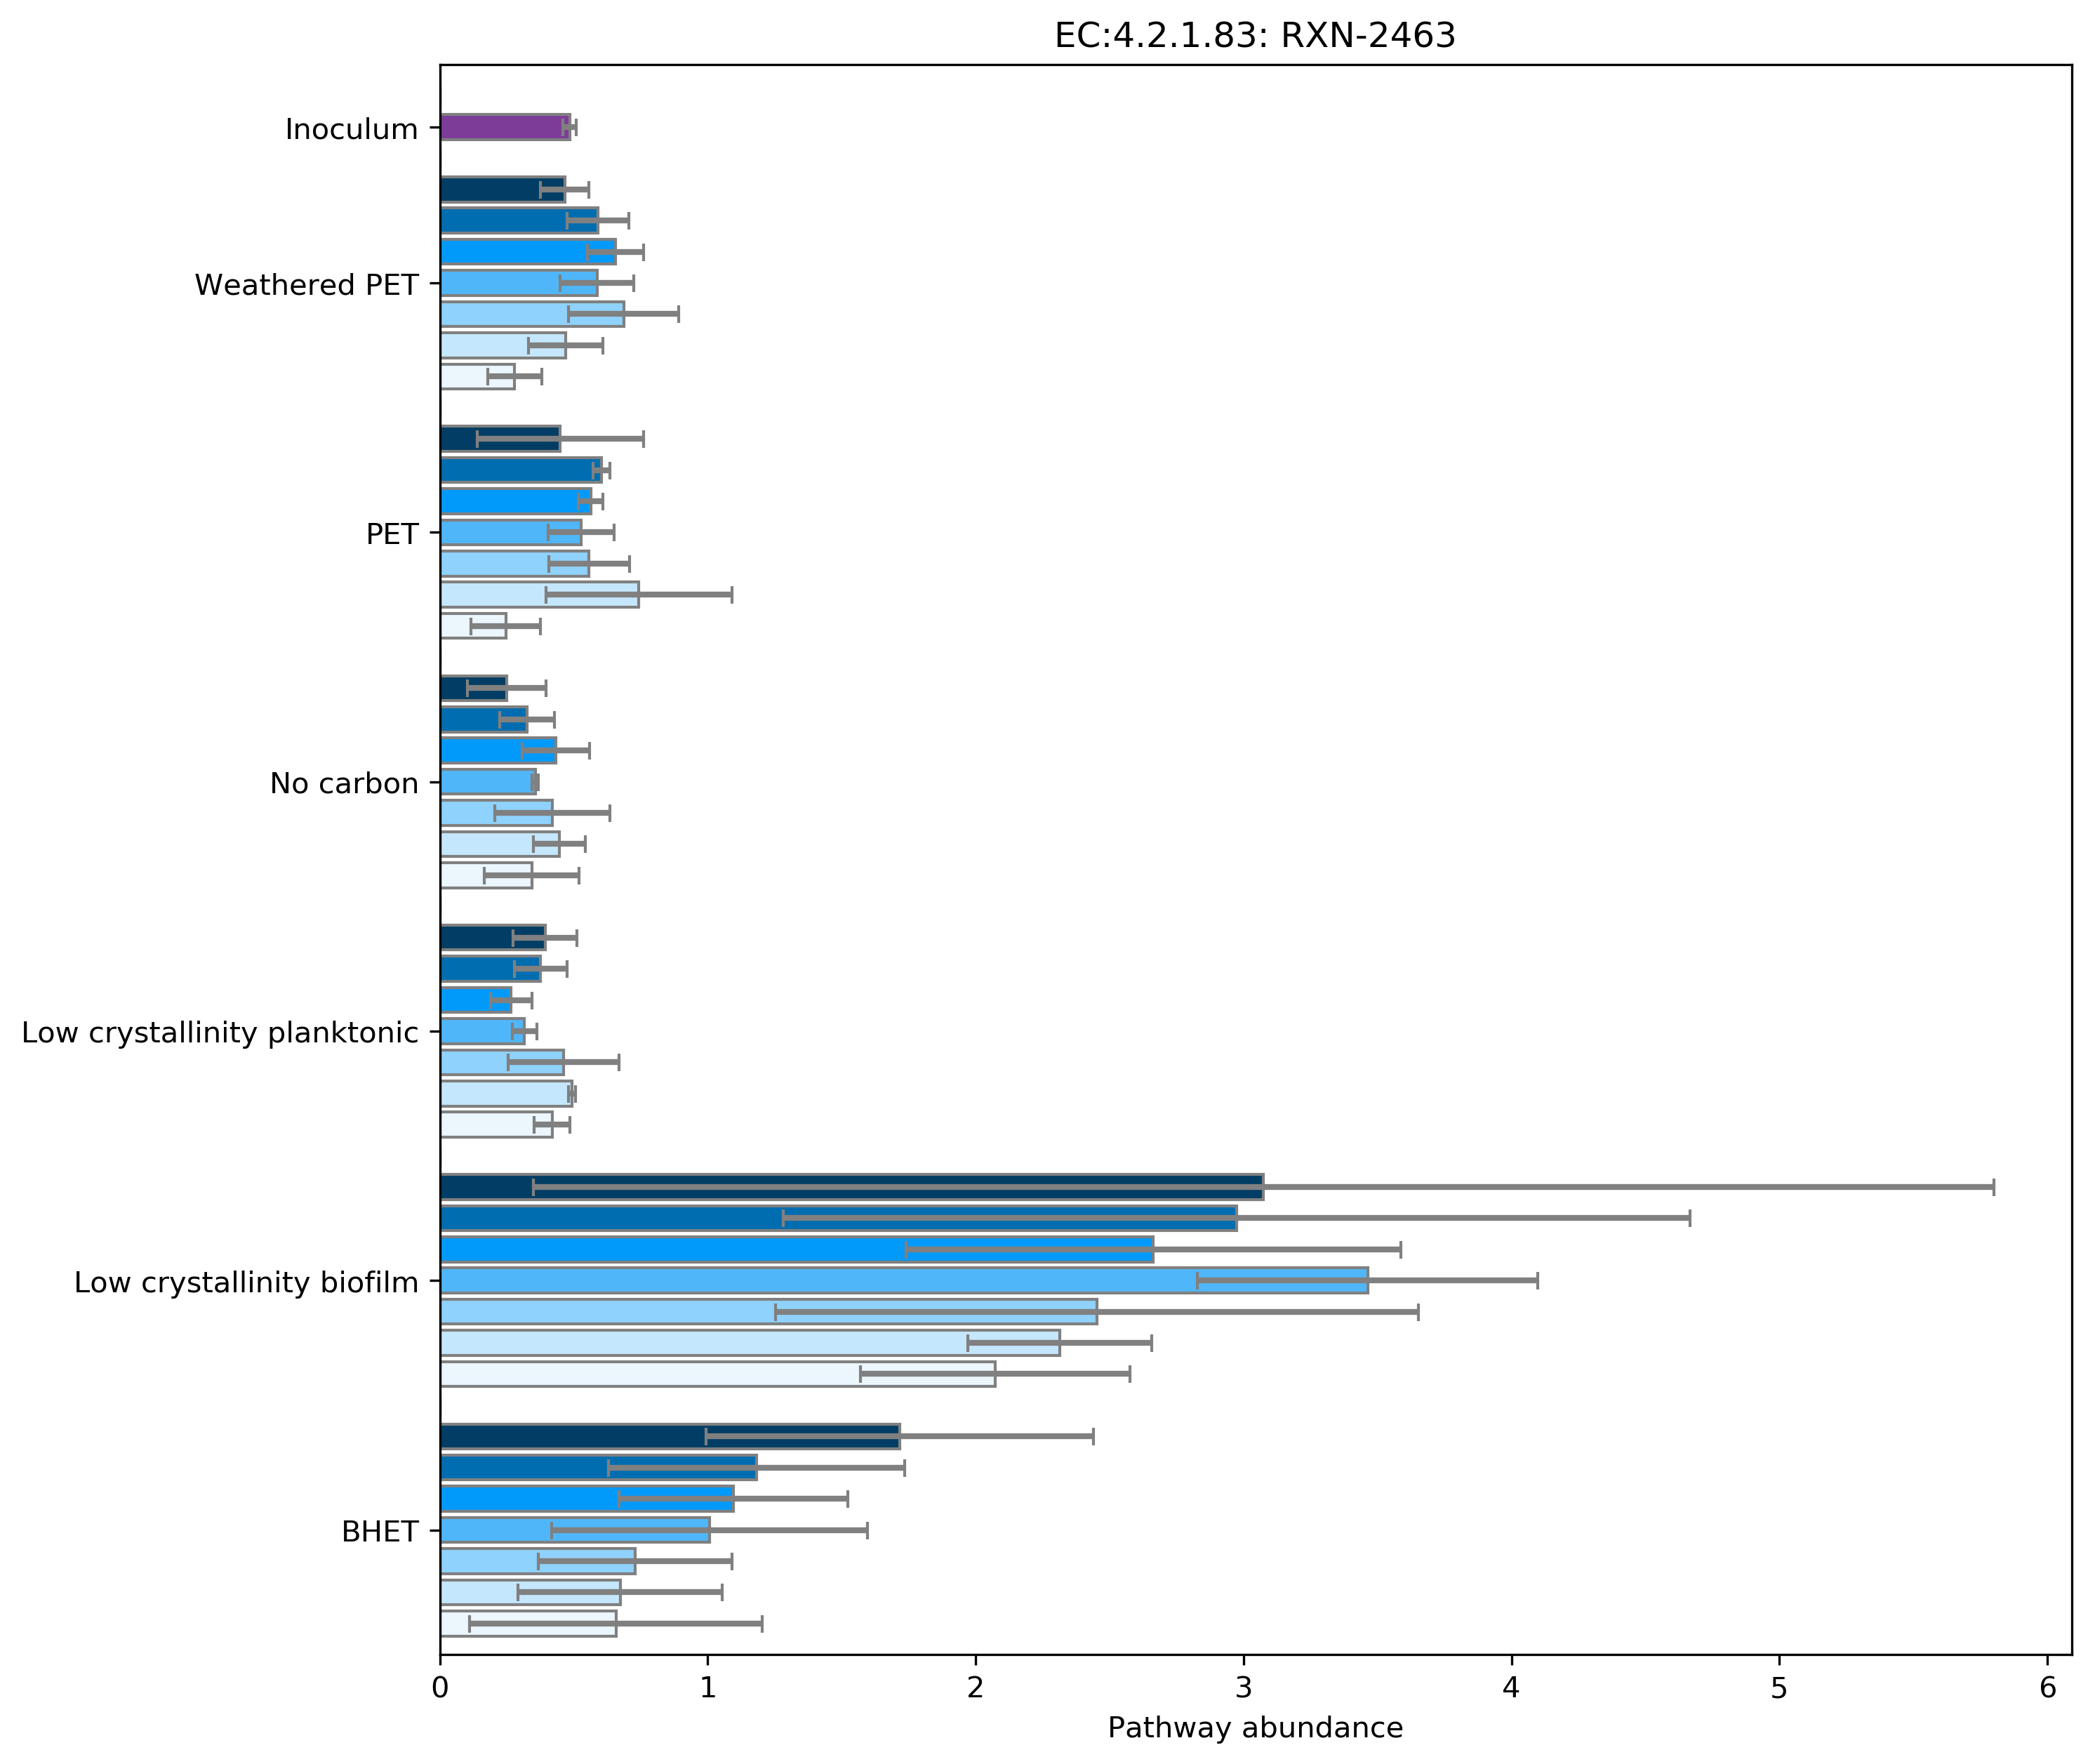 EC:4.2.1.83: RXN-2463
Inoculum
Weathered PET
PET
No carbon
Low crystallinity planktonic
Low crystallinity biofilm
BHET
0 1 2 3 4 5 6
Pathway abundance